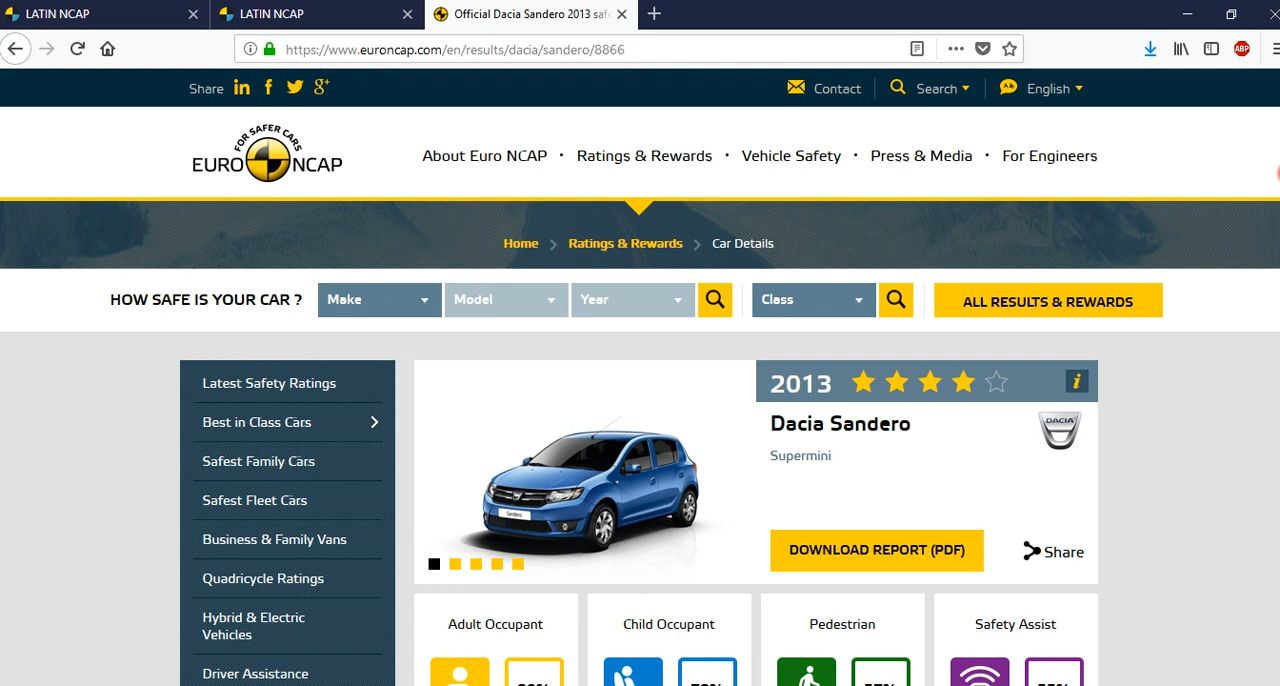 LATIN NCAP
LATIN NCAP
Official Dacia Sandero 2013 saf
https://www.euroncap.com/en/results/dacia/sandero/8866
ABP
Share
Contact
Search
English
FOR SAFER CARS
EURO NCAP
About Euro NCAP · Ratings & Rewards · Vehicle Safety · Press & Media · For Engineers
Home > Ratings & Rewards > Car Details
HOW SAFE IS YOUR CAR ?
Make
Model
Year
Class
ALL RESULTS & REWARDS
Latest Safety Ratings
Best in Class Cars
Safest Family Cars
Safest Fleet Cars
Business & Family Vans
Quadricycle Ratings
Hybrid & Electric
Vehicles
Driver Assistance
2013
i
Dacia Sandero
DACIA
Supermini
Sandero
DOWNLOAD REPORT (PDF)
Share
Adult Occupant
Child Occupant
Pedestrian
Safety Assist